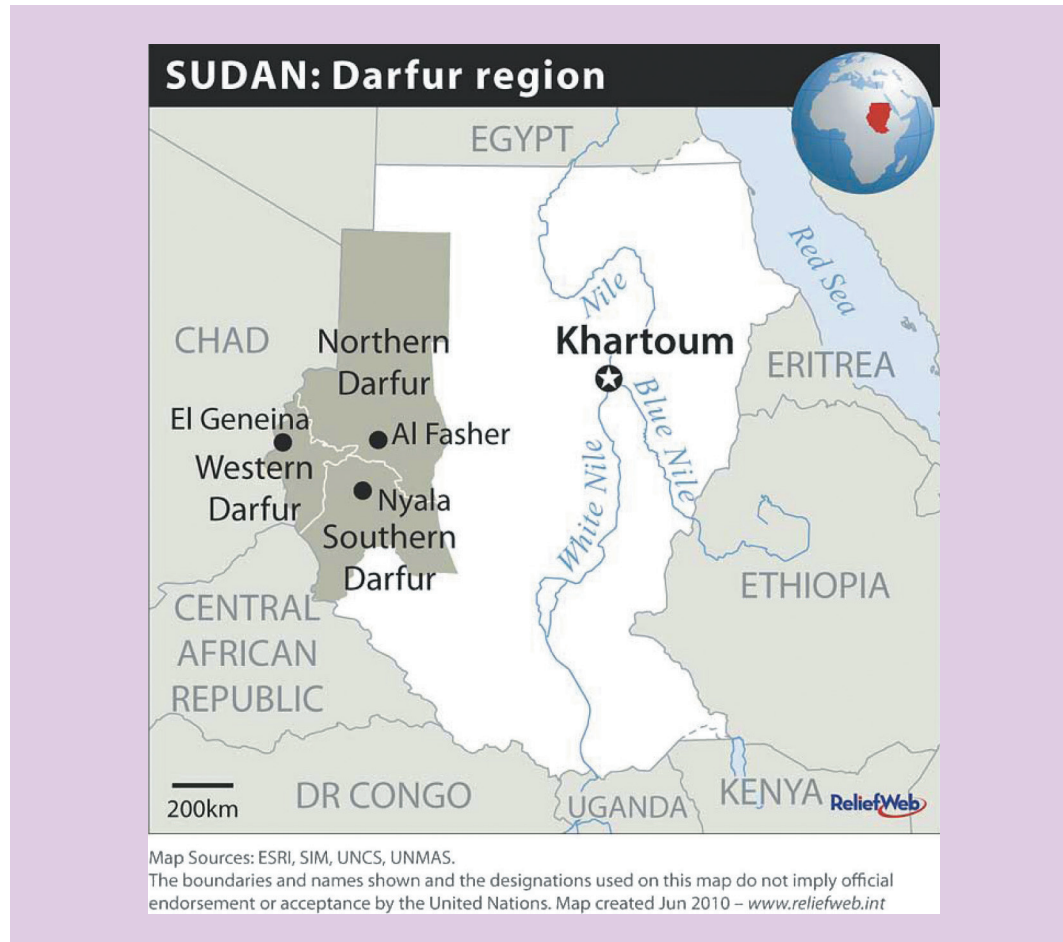 SUDAN: Darfur region
EGYPT
Red Sea
Nile
CHAD
Northern
Darfur
Khartoum
ERITREA
El Geneina
Al Fasher
Blue Nile
Western
Darfur
Nyala
White Nile
Southern
Darfur
ETHIOPIA
CENTRAL
AFRICAN
REPUBLIC
200km
DR CONGO
UGANDA
KENYA
ReliefWeb
Map Sources: ESRI, SIM, UNCS, UNMAS.
The boundaries and names shown and the designations used on this map do not imply official
endorsement or acceptance by the United Nations. Map created Jun 2010 – www.reliefweb.int